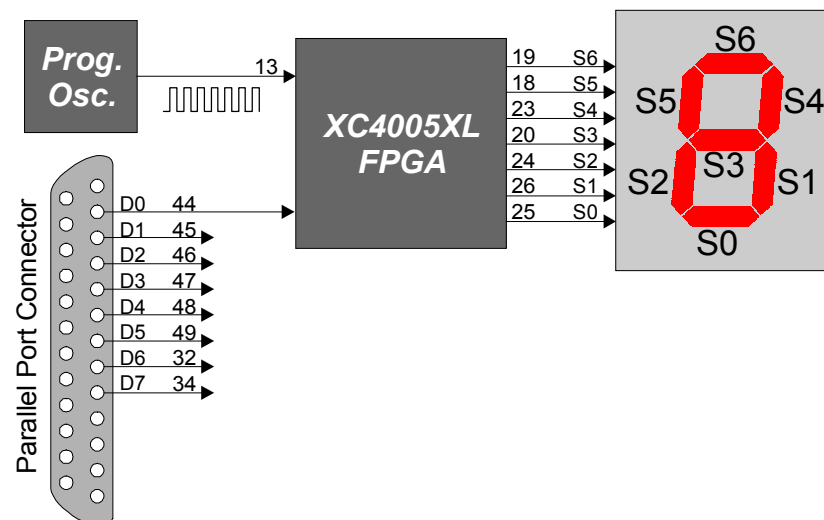 Prog.
Osc.
13
XC4005XL
FPGA
19 S6
18 S5
23 S4
20 S3
24 S2
26 S1
25 S0
S6
S5
S4
S3
S2
S1
S0
Parallel Port Connector
D0 44
D1 45
D2 46
D3 47
D4 48
D5 49
D6 32
D7 34